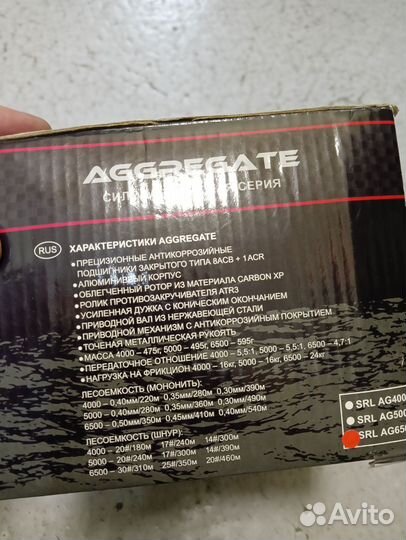 AGGREGATE
СЕРИЯ
RUS
ХАРАКТЕРИСТИКИ AGGREGATE
• ПРЕЦИЗИОННЫЕ АНТИКОРРОЗИЙНЫЕ
ПОДШИПНИКИ ЗАКРЫТОГО ТИПА 8ACB + 1ACR
• АЛЮМИНИЕВЫЙ КОРПУС
• ОБЛЕГЧЕННЫЙ РОТОР ИЗ МАТЕРИАЛА CARBON XP
• РОЛИК ПРОТИВОЗАКРУЧИВАТЕЛЯ ATR3
• УСИЛЕННАЯ ДУЖКА С КОНИЧЕСКИМ ОКОНЧАНИЕМ
• ПРИВОДНОЙ ВАЛ ИЗ НЕРЖАВЕЮЩЕЙ СТАЛИ
• ПРИВОДНОЙ МЕХАНИЗМ С АНТИКОРРОЗИЙНЫМ ПОКРЫТИЕМ
• ТОЧЕНАЯ МЕТАЛЛИЧЕСКАЯ РУКОЯТЬ
• МАССА 4000 - 475г, 5000 - 495г, 6500 - 595г
• ПЕРЕДАТОЧНОЕ ОТНОШЕНИЕ 4000 - 5,5:1, 5000 - 5,5:1, 6500 - 4,7:1
• НАГРУЗКА НА ФРИКЦИОН 4000 - 16кг, 5000 - 16кг, 6500 - 24кг
ЛЕСОЕМКОСТЬ (МОНОНИТЬ):
4000 - 0,40мм/220м 0,35мм/280м 0,30мм/390м
5000 - 0,40мм/280м 0,35мм/360м 0,30мм/490
6500 - 0,50мм/350м 0,45мм/410м 0,40мм/540м
ЛЕСОЕМКОСТЬ (ШНУР):
4000 - 20#/180м 17#/240м 14#/300м
5000 - 20#/240м 17#/300м 14#/390м
6500 - 30#/310м 25#/350м 20#/460м
SRL AG400
SRL AG500
SRL AG650
Avito